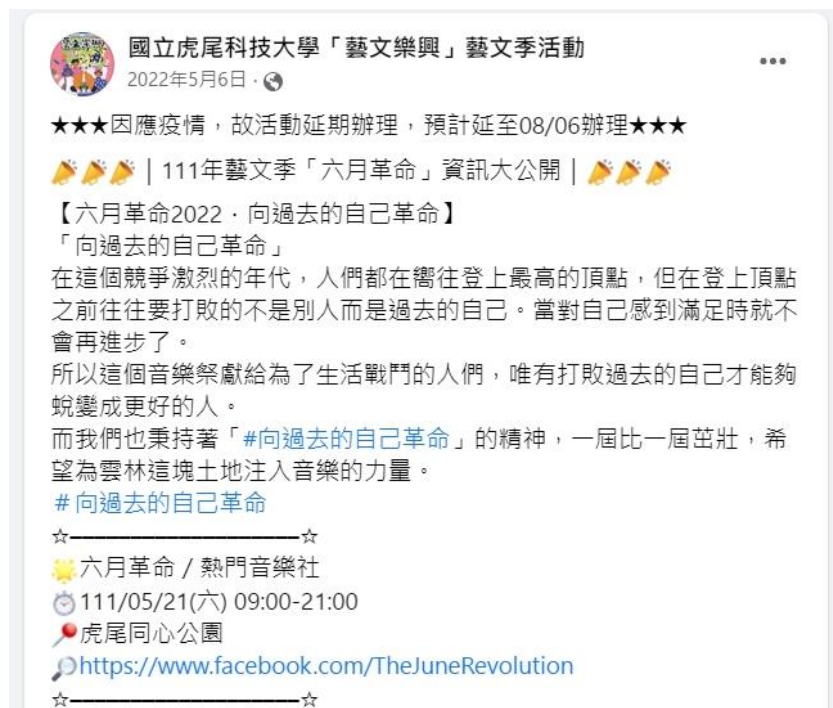 國立虎尾科技大學「藝文樂興」藝文季活動
2022年5月6日 ·
★★★因應疫情，故活動延期辦理，預計延至08/06辦理★★★
｜111年藝文季「六月革命」資訊大公開｜
【六月革命2022．向過去的自己革命】
「向過去的自己革命」
在這個競爭激烈的年代，人們都在嚮往登上最高的頂點，但在登上頂點
之前往往要打敗的不是別人而是過去的自己。當對自己感到滿足時就不
會再進步了。
所以這個音樂祭獻給為了生活戰鬥的人們，唯有打敗過去的自己才能夠
蛻變成更好的人。
而我們也秉持著「#向過去的自己革命」的精神，一屆比一屆茁壯，希
望為雲林這塊土地注入音樂的力量。
＃向過去的自己革命
☆━━━━━━━━━━━━━━━━☆
六月革命 / 熱門音樂社
111/05/21(六) 09:00-21:00
虎尾同心公園
https://www.facebook.com/TheJuneRevolution
☆━━━━━━━━━━━━━━━━☆